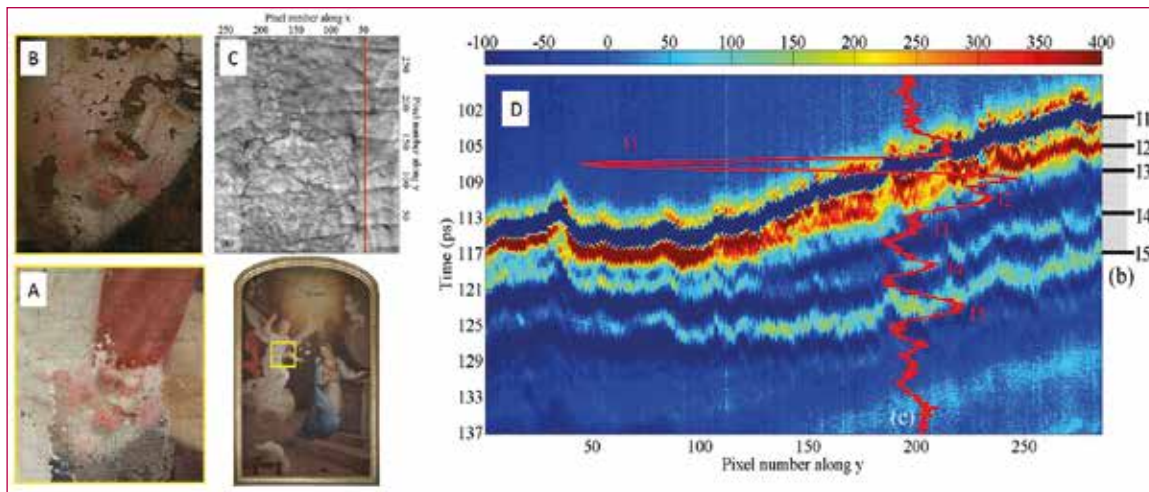 B
C
Pixel number along x
250 200 150 100 50
250
200
150
100
50
Pixel number along y
A
-100 -50 0 50 100 150 200 250 300 350 400
D
Time (ps)
102
105
109
113
117
121
125
129
133
137
50 100 150 200 250
Pixel number along y
I1
I2
I3
I4
I5
(b)
(c)